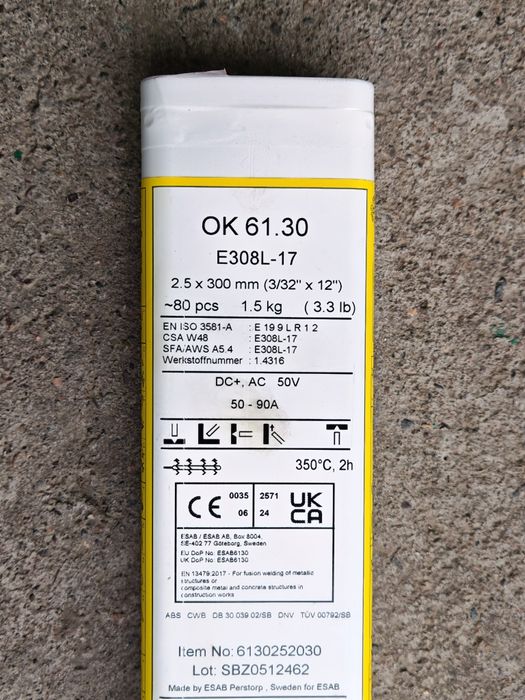 OK 61.30
E308L-17
2.5 x 300 mm (3/32" x 12")
~80 pcs 1.5 kg ( 3.3 lb)
EN ISO 3581-A : E 19 9 L R 1 2
CSA W48 : E308L-17
SFA/AWS A5.4 : E308L-17
Werkstoffnummer : 1.4316
DC+, AC 50V
50 - 90A
350°C, 2h
CE 0035 2571 UK
06 24 CA
ESAB / ESAB AB, Box 8004,
SE-402 77 Göteborg, Sweden
EU DoP No: ESAB6130
UK DoP No: ESAB6130
EN 13479:2017 - For fusion welding of metallic
structures or
composite metal and concrete structures in
construction works
ABS CWB DB 30.039.02/SB DNV TÜV 00792/SB
Item No: 6130252030
Lot: SBZ0512462
Made by ESAB Perstorp , Sweden for ESAB